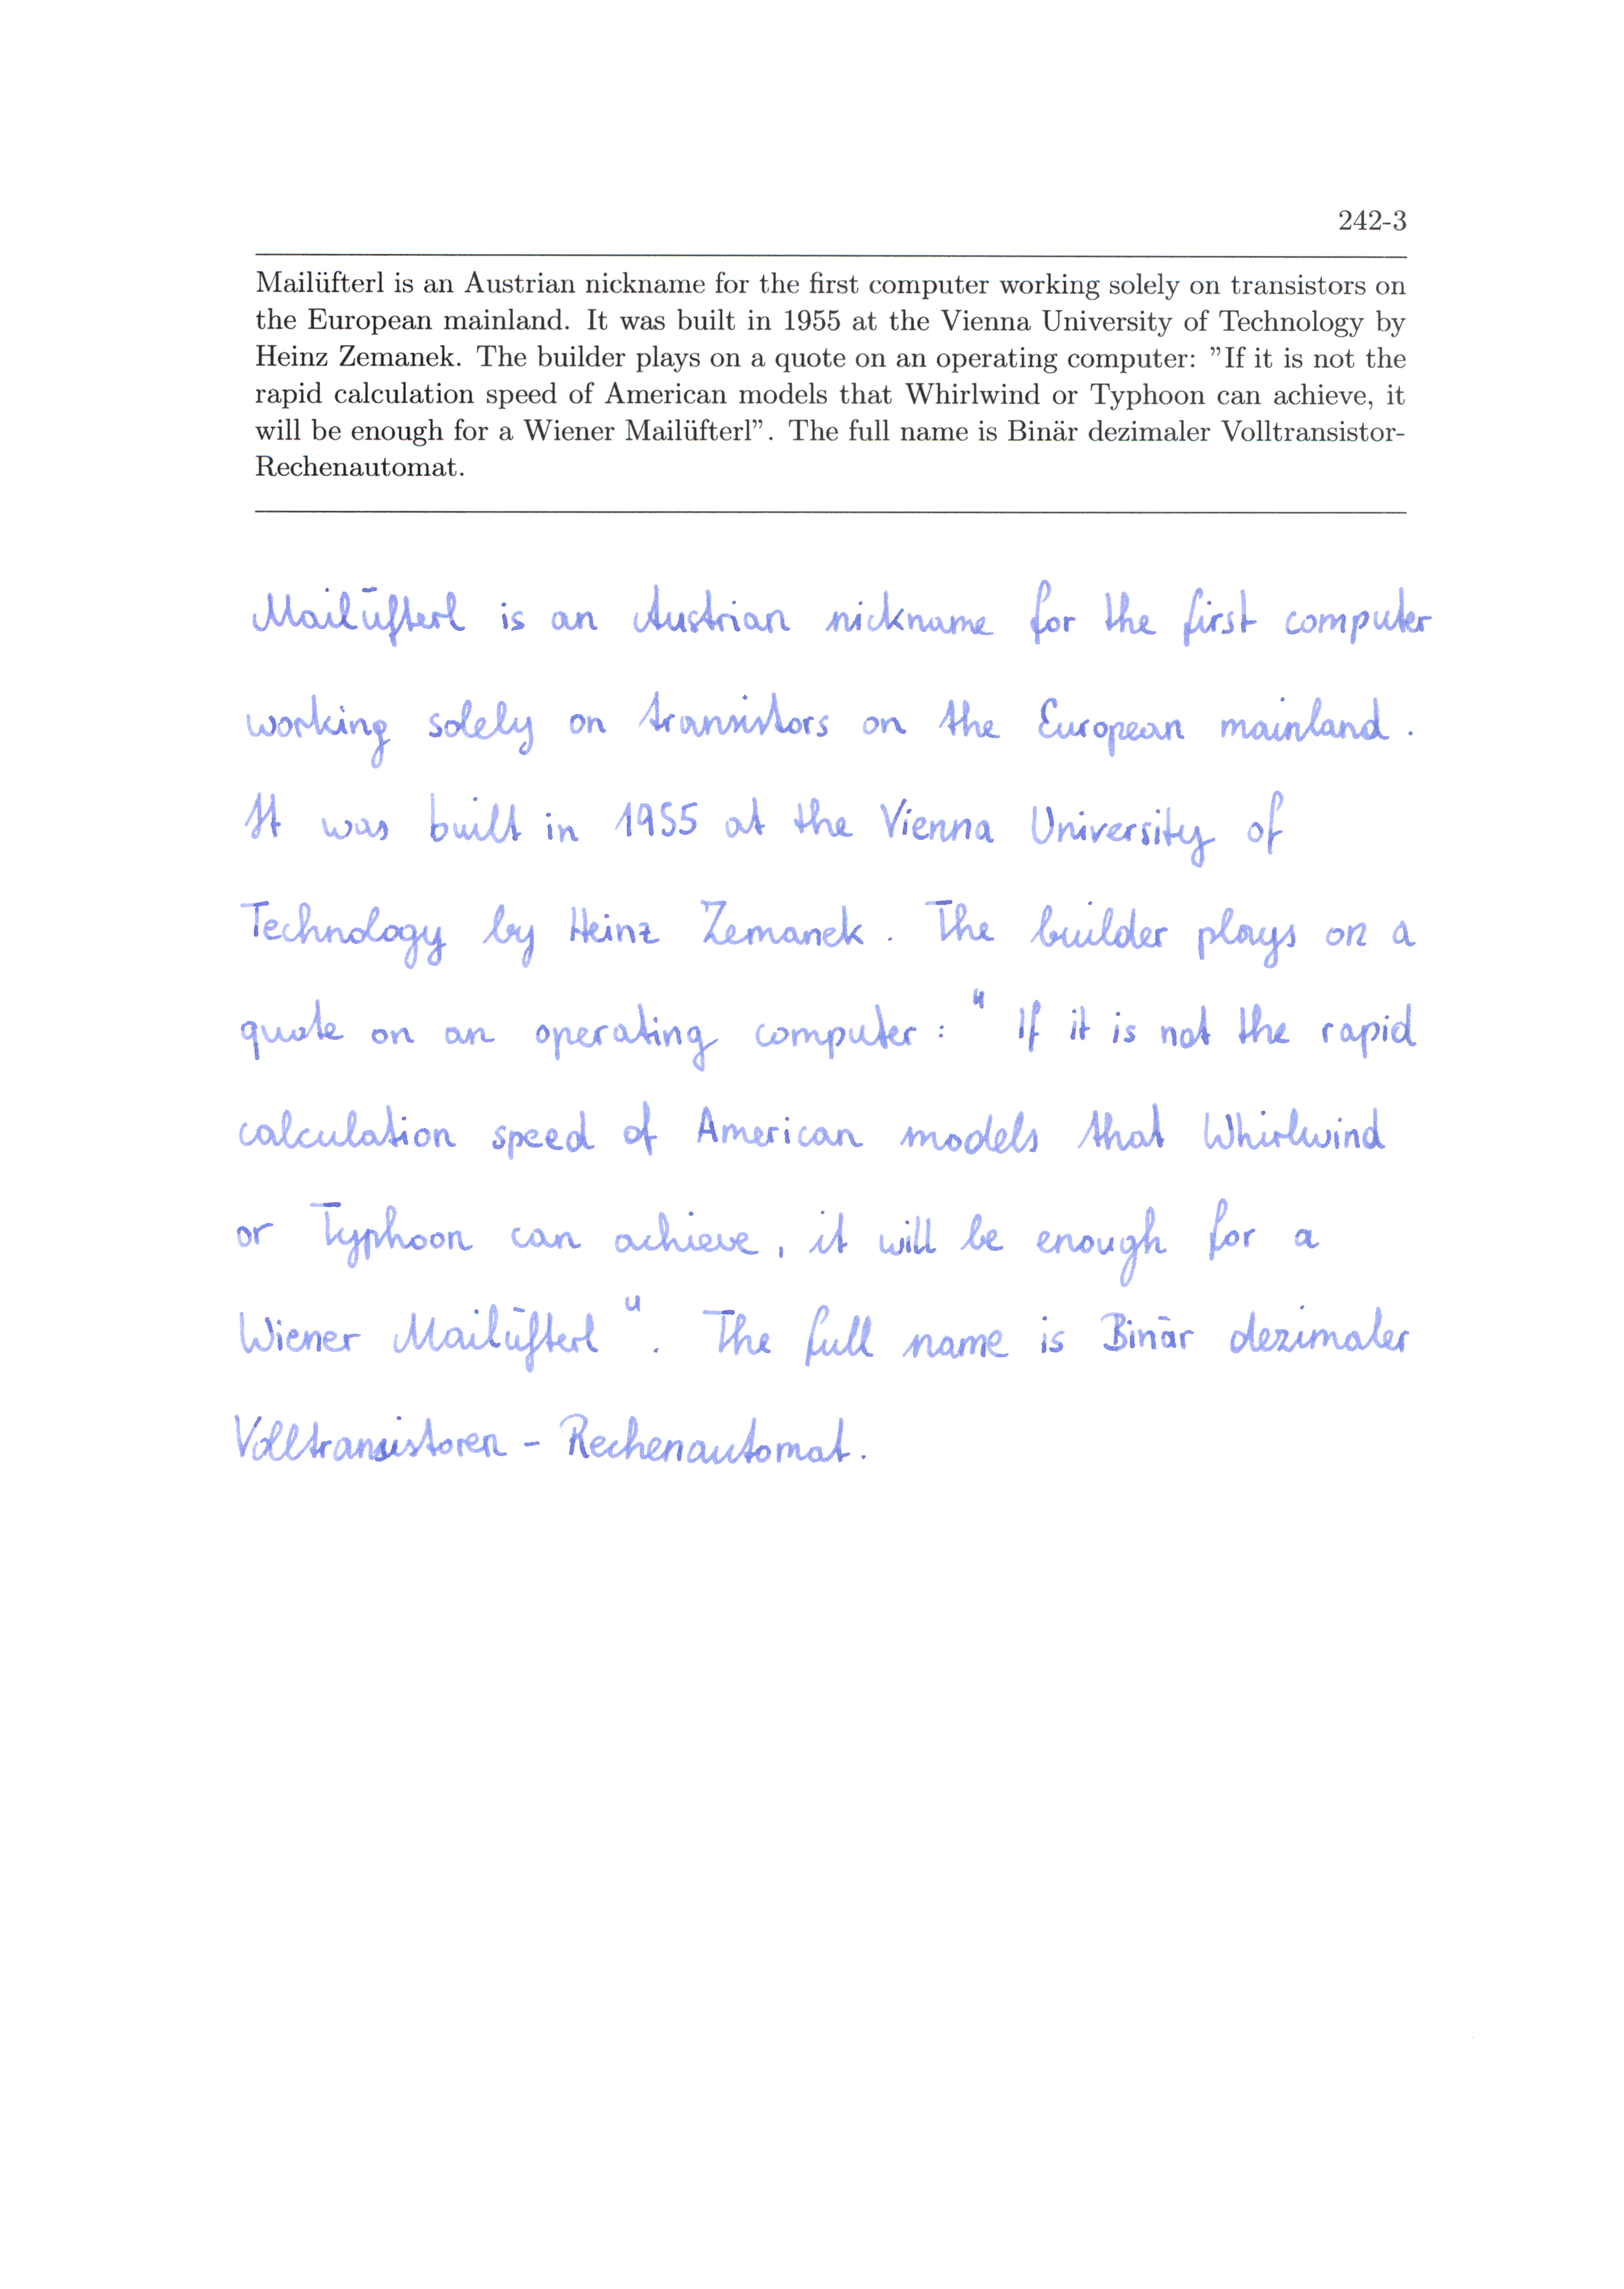 242-3
Mailüfterl is an Austrian nickname for the first computer working solely on transistors on
the European mainland. It was built in 1955 at the Vienna University of Technology by
Heinz Zemanek. The builder plays on a quote on an operating computer: ”If it is not the
rapid calculation speed of American models that Whirlwind or Typhoon can achieve, it
will be enough for a Wiener Mailüfterl”. The full name is Binär dezimaler Volltransistor-
Rechenautomat.
Mailüfterl is an Austrian nickname for the first computer
working solely on transistors on the European mainland.
It was built in 1955 at the Vienna University of
Technology by Heinz Zemanek. The builder plays on a
quote on an operating computer: "If it is not the rapid
calculation speed of American models that Whirlwind
or Typhoon can achieve, it will be enough for a
Wiener Mailüfterl". The full name is Binär dezimaler
Volltransistoren - Rechenautomat.